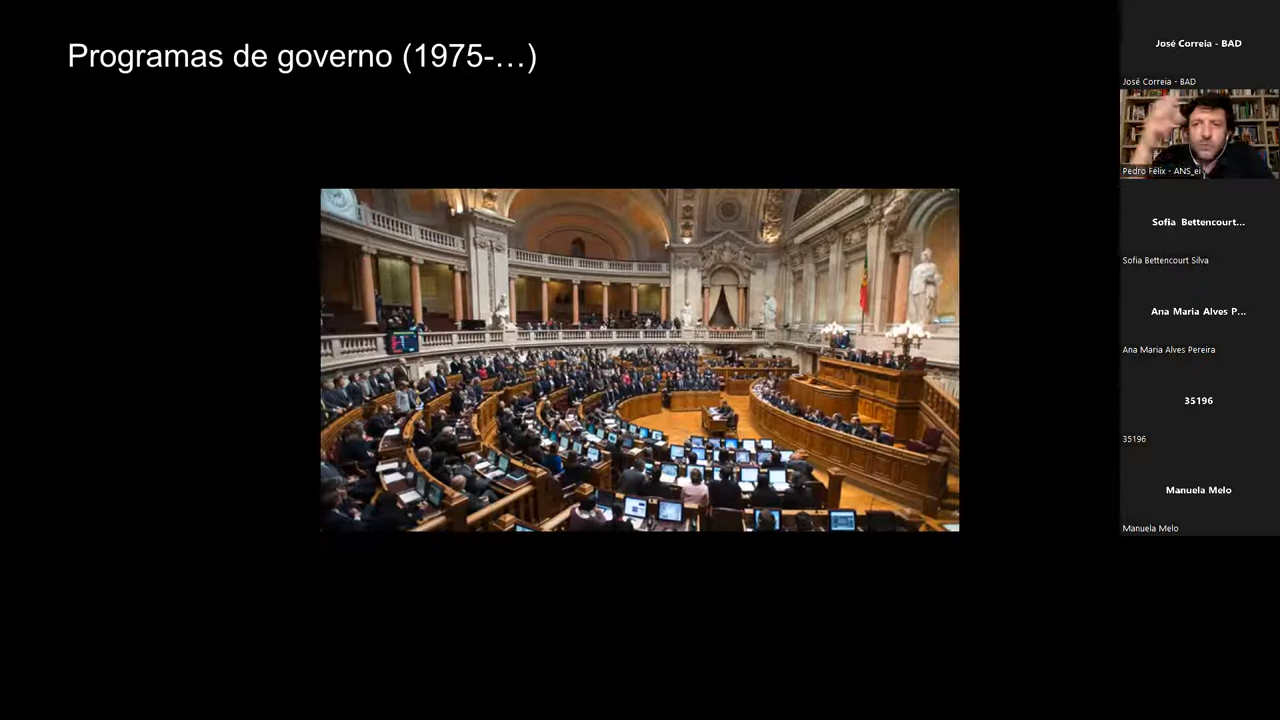 Programas de governo (1975-…)
José Correia - BAD
José Correia - BAD
Pedro Félix - ANS_ei
Sofia Bettencourt...
Sofia Bettencourt Silva
Ana Maria Alves P...
Ana Maria Alves Pereira
35196
35196
Manuela Melo
Manuela Melo